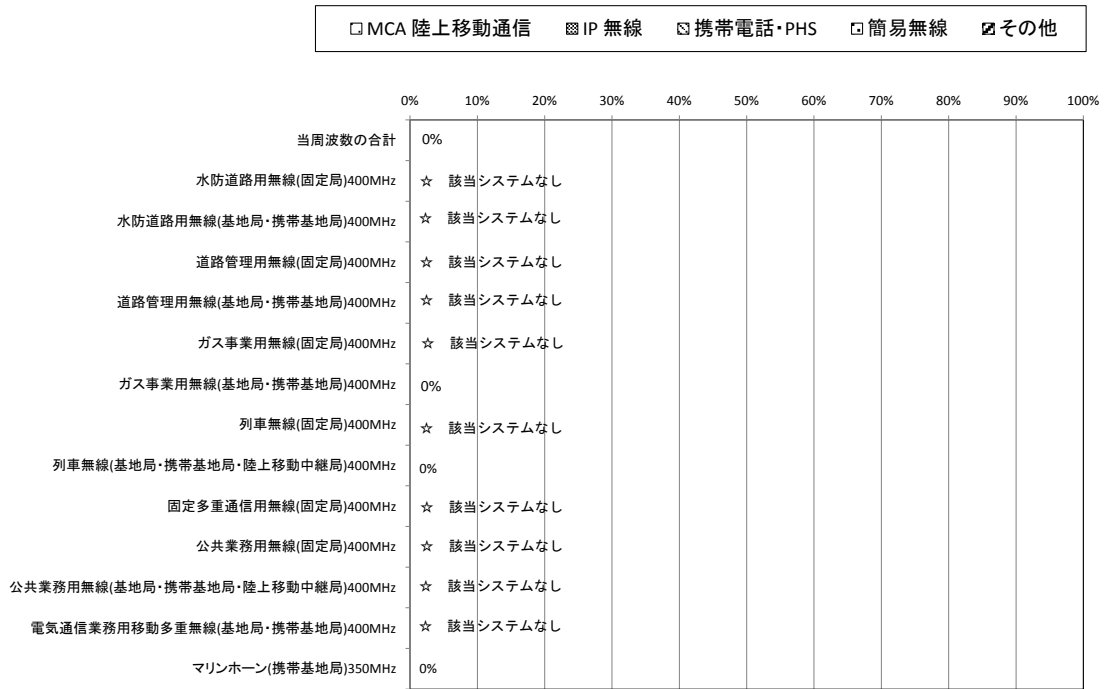 MCA 陸上移動通信 IP 無線 携帯電話・PHS 簡易無線 その他
0% 10% 20% 30% 40% 50% 60% 70% 80% 90% 100%
当周波数の合計 0%
水防道路用無線(固定局)400MHz ☆ 該当システムなし
水防道路用無線(基地局・携帯基地局)400MHz ☆ 該当システムなし
道路管理用無線(固定局)400MHz ☆ 該当システムなし
道路管理用無線(基地局・携帯基地局)400MHz ☆ 該当システムなし
ガス事業用無線(固定局)400MHz ☆ 該当システムなし
ガス事業用無線(基地局・携帯基地局)400MHz 0%
列車無線(固定局)400MHz ☆ 該当システムなし
列車無線(基地局・携帯基地局・陸上移動中継局)400MHz 0%
固定多重通信用無線(固定局)400MHz ☆ 該当システムなし
公共業務用無線(固定局)400MHz ☆ 該当システムなし
公共業務用無線(基地局・携帯基地局・陸上移動中継局)400MHz ☆ 該当システムなし
電気通信業務用移動多重無線(基地局・携帯基地局)400MHz ☆ 該当システムなし
マリンホーン(携帯基地局)350MHz 0%